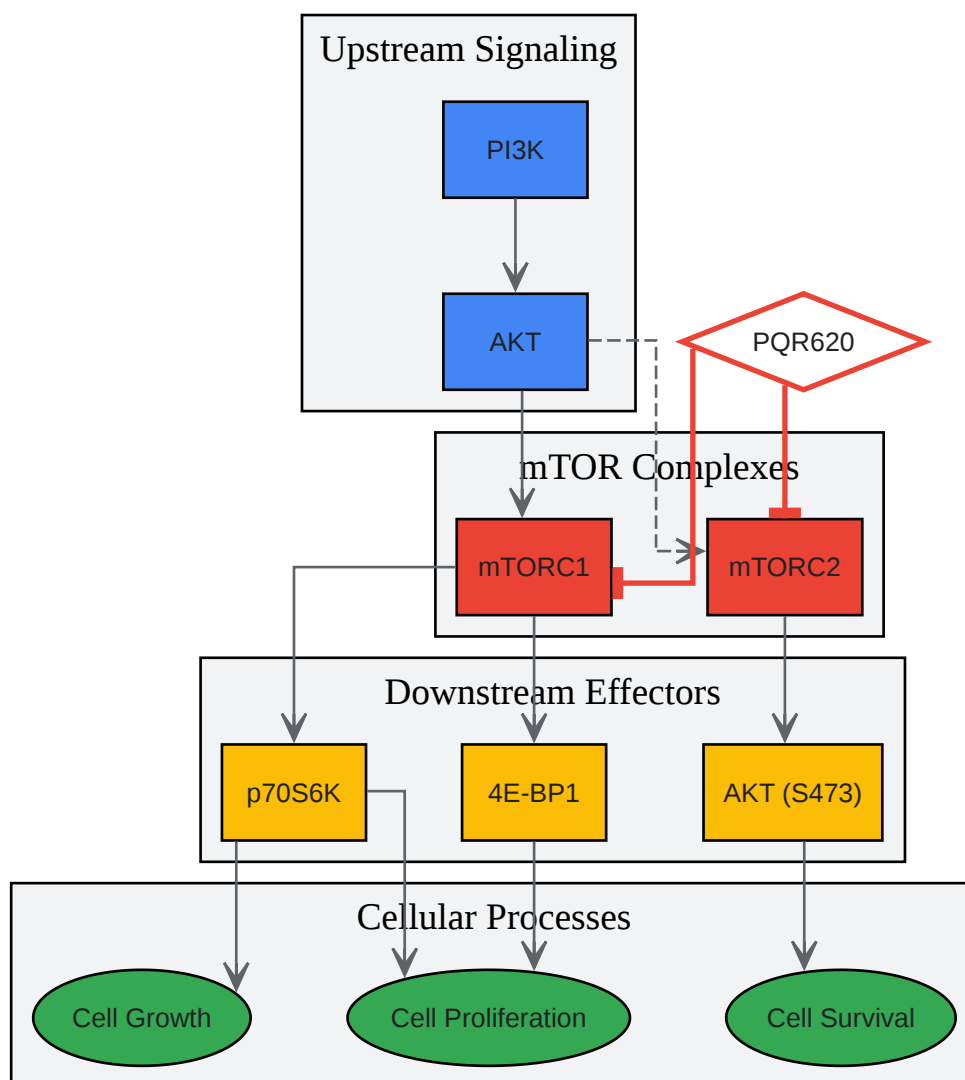 Upstream Signaling
PI3K
AKT
PQR620
mTOR Complexes
mTORC1
mTORC2
Downstream Effectors
p70S6K
4E-BP1
AKT (S473)
Cellular Processes
Cell Growth
Cell Proliferation
Cell Survival